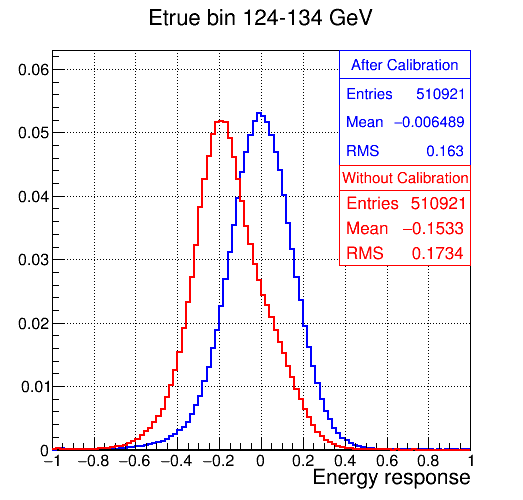 Etrue bin 124-134 GeV
After Calibration
Entries 510921
Mean −0.006489
RMS 0.163
Without Calibration
Entries 510921
Mean −0.1533
RMS 0.1734
0.06
0.05
0.04
0.03
0.02
0.01
0
−1 −0.8 −0.6 −0.4 −0.2 0 0.2 0.4 0.6 0.8 1
Energy response